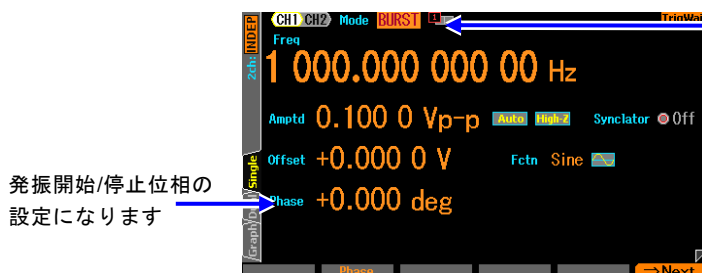 CH1 CH2 Mode BURST 1 TrigWai
2ch: INDEP
Freq
1 000.000 000 00 Hz
Amptd 0.100 0 Vp-p Auto High-Z Synclator Off
Offset +0.000 0 V Fctn Sine
Single
Phase +0.000 deg
発振開始/停止位相の
設定になります
Graph
Phase →Next